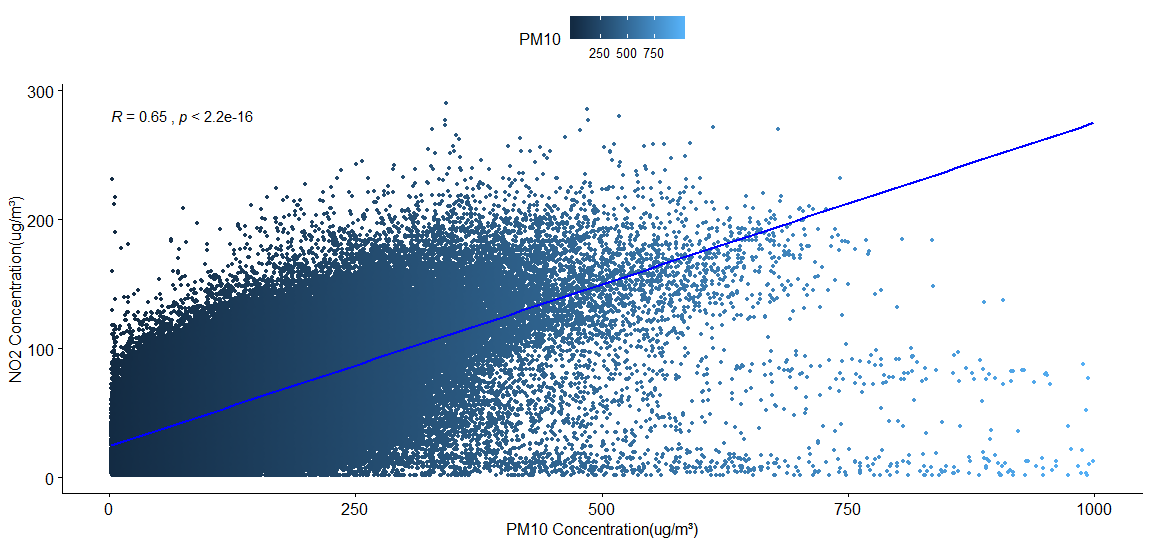 PM10
250 500 750
300
R = 0.65 , p < 2.2e-16
200
100
0
NO2 Concentration(ug/m³)
0 250 500 750 1000
PM10 Concentration(ug/m³)